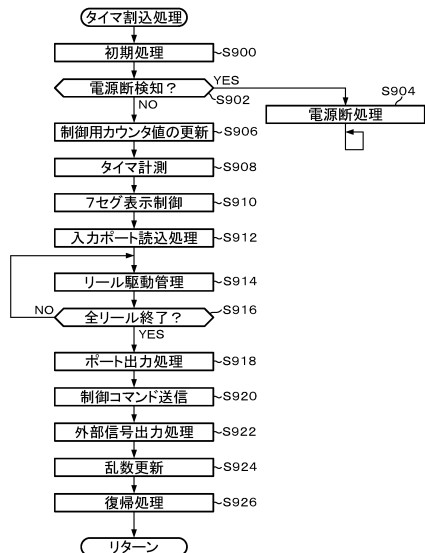 タイマ割込処理
初期処理 S900
電源断検知？ YES
S902
S904
NO
電源断処理
制御用カウンタ値の更新 S906
タイマ計測 S908
7セグ表示制御 S910
入力ポート読込処理 S912
リール駆動管理 S914
NO 全リール終了？ S916
YES
ポート出力処理 S918
制御コマンド送信 S920
外部信号出力処理 S922
乱数更新 S924
復帰処理 S926
リターン